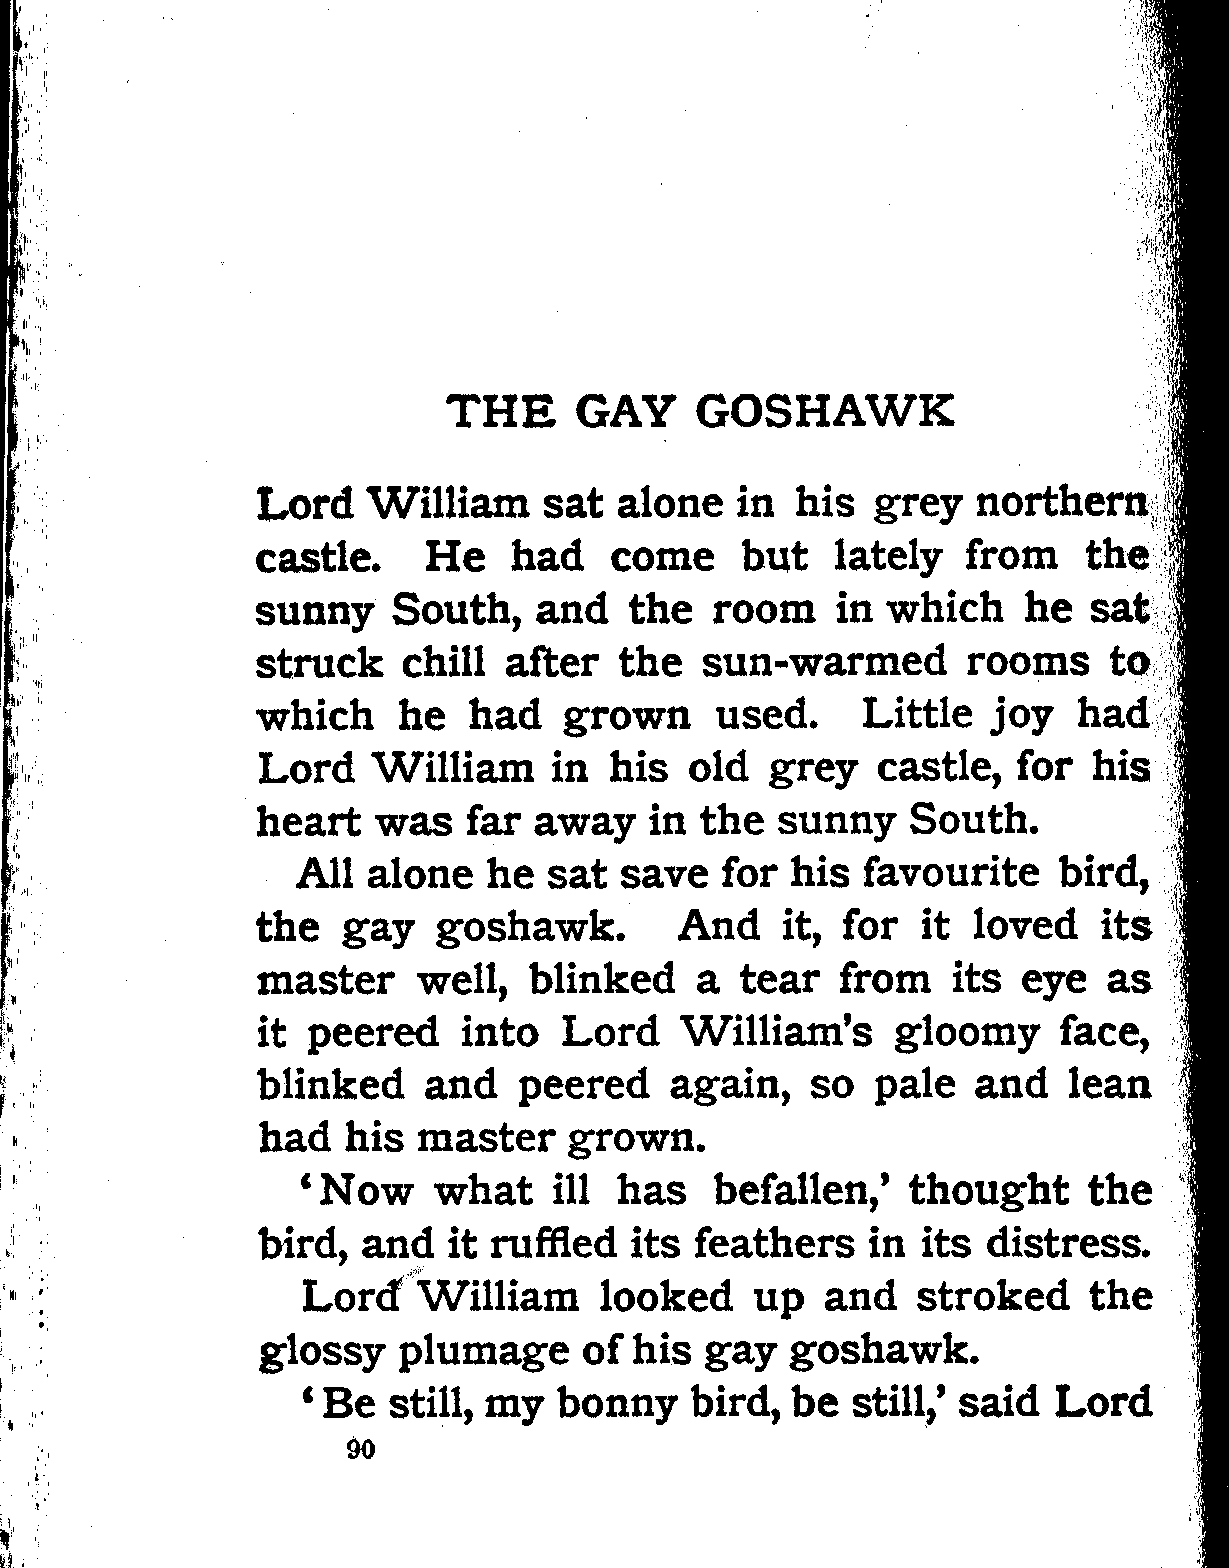 THE GAY GOSHAWK
Lord William sat alone in his grey northern
castle. He had come but lately from the
sunny South, and the room in which he sat
struck chill after the sun-warmed rooms to
which he had grown used. Little joy had
Lord William in his old grey castle, for his
heart was far away in the sunny South.
All alone he sat save for his favourite bird,
the gay goshawk. And it, for it loved its
master well, blinked a tear from its eye as
it peered into Lord William's gloomy face,
blinked and peered again, so pale and lean
had his master grown.
‘Now what ill has befallen,’ thought the
bird, and it ruffled its feathers in its distress.
Lord William looked up and stroked the
glossy plumage of his gay goshawk.
‘Be still, my bonny bird, be still,’ said Lord
90